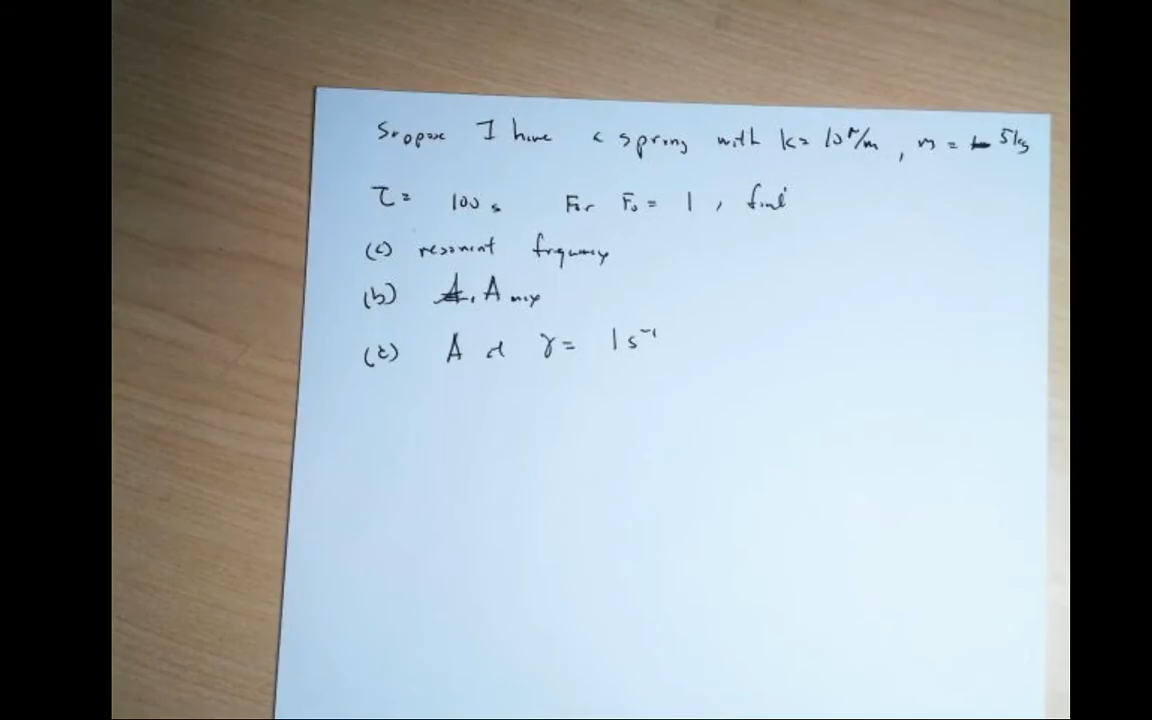 Suppose I have a spring with k= 10 N/m, m = 5kg
τ= 100 s For F₀ = 1, find
(a) resonant frequency
(b) A max
(c) A at γ= 1 s⁻¹